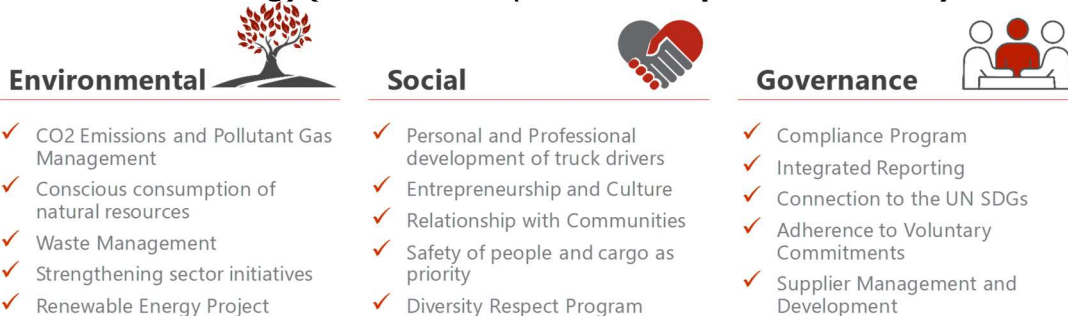 Environmental
CO2 Emissions and Pollutant Gas
Management
Conscious consumption of
natural resources
Waste Management
Strengthening sector initiatives
Renewable Energy Project
Social
Personal and Professional
development of truck drivers
Entrepreneurship and Culture
Relationship with Communities
Safety of people and cargo as
priority
Diversity Respect Program
Governance
Compliance Program
Integrated Reporting
Connection to the UN SDGs
Adherence to Voluntary
Commitments
Supplier Management and
Development